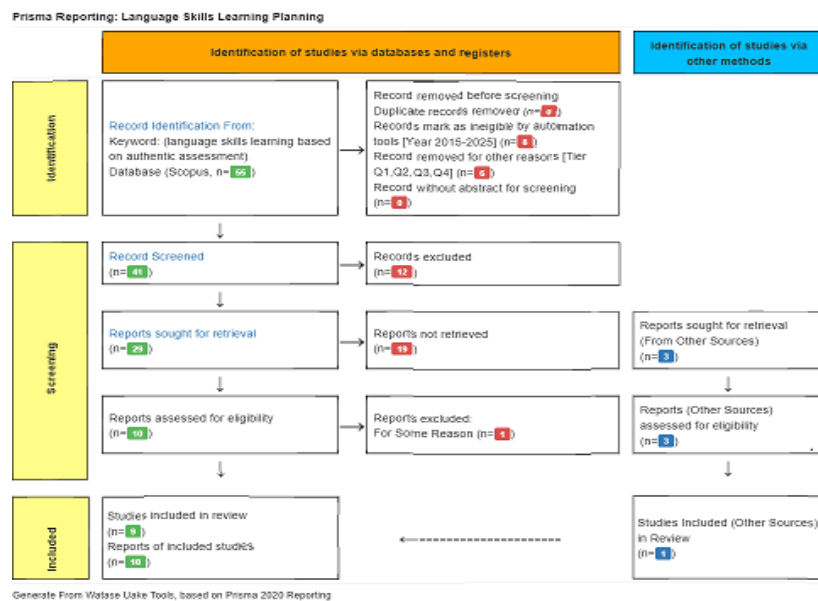 Prisma Reporting: Language Skills Learning Planning
Identification of studies via databases and registers
Identification of studies via
other methods
Identification
Record Identification From:
Keyword: (language skills learning based
on authentic assessment)
Database (Scopus, n=55)
Record removed before screening
Duplicate records removed (n=
Records mark as ineigible by automation
tools [Year 2015-2025] (n=8)
Record removed for other reasons [Tier
Q1,Q2,Q3,Q4] (n=6)
Record without abstract for screening
(n=0)
Screening
Record Screened
(n=41)
Records excluded
(n=12)
Reports sought for retrieval
(n=29)
Reports not retrieved
(n=19)
Reports sought for retrieval
(From Other Sources)
(n=3)
Reports assessed for eligibility
(n=10)
Reports excluded:
For Some Reason (n=1)
Reports (Other Sources)
assessed for eligibility
(n=3)
Included
Studies included in review
(n=9)
Reports of included studies
(n=10)
Studies Included (Other Sources)
in Review
(n=1)
Generate From Watase Uake Tools, based on Prisma 2020 Reporting